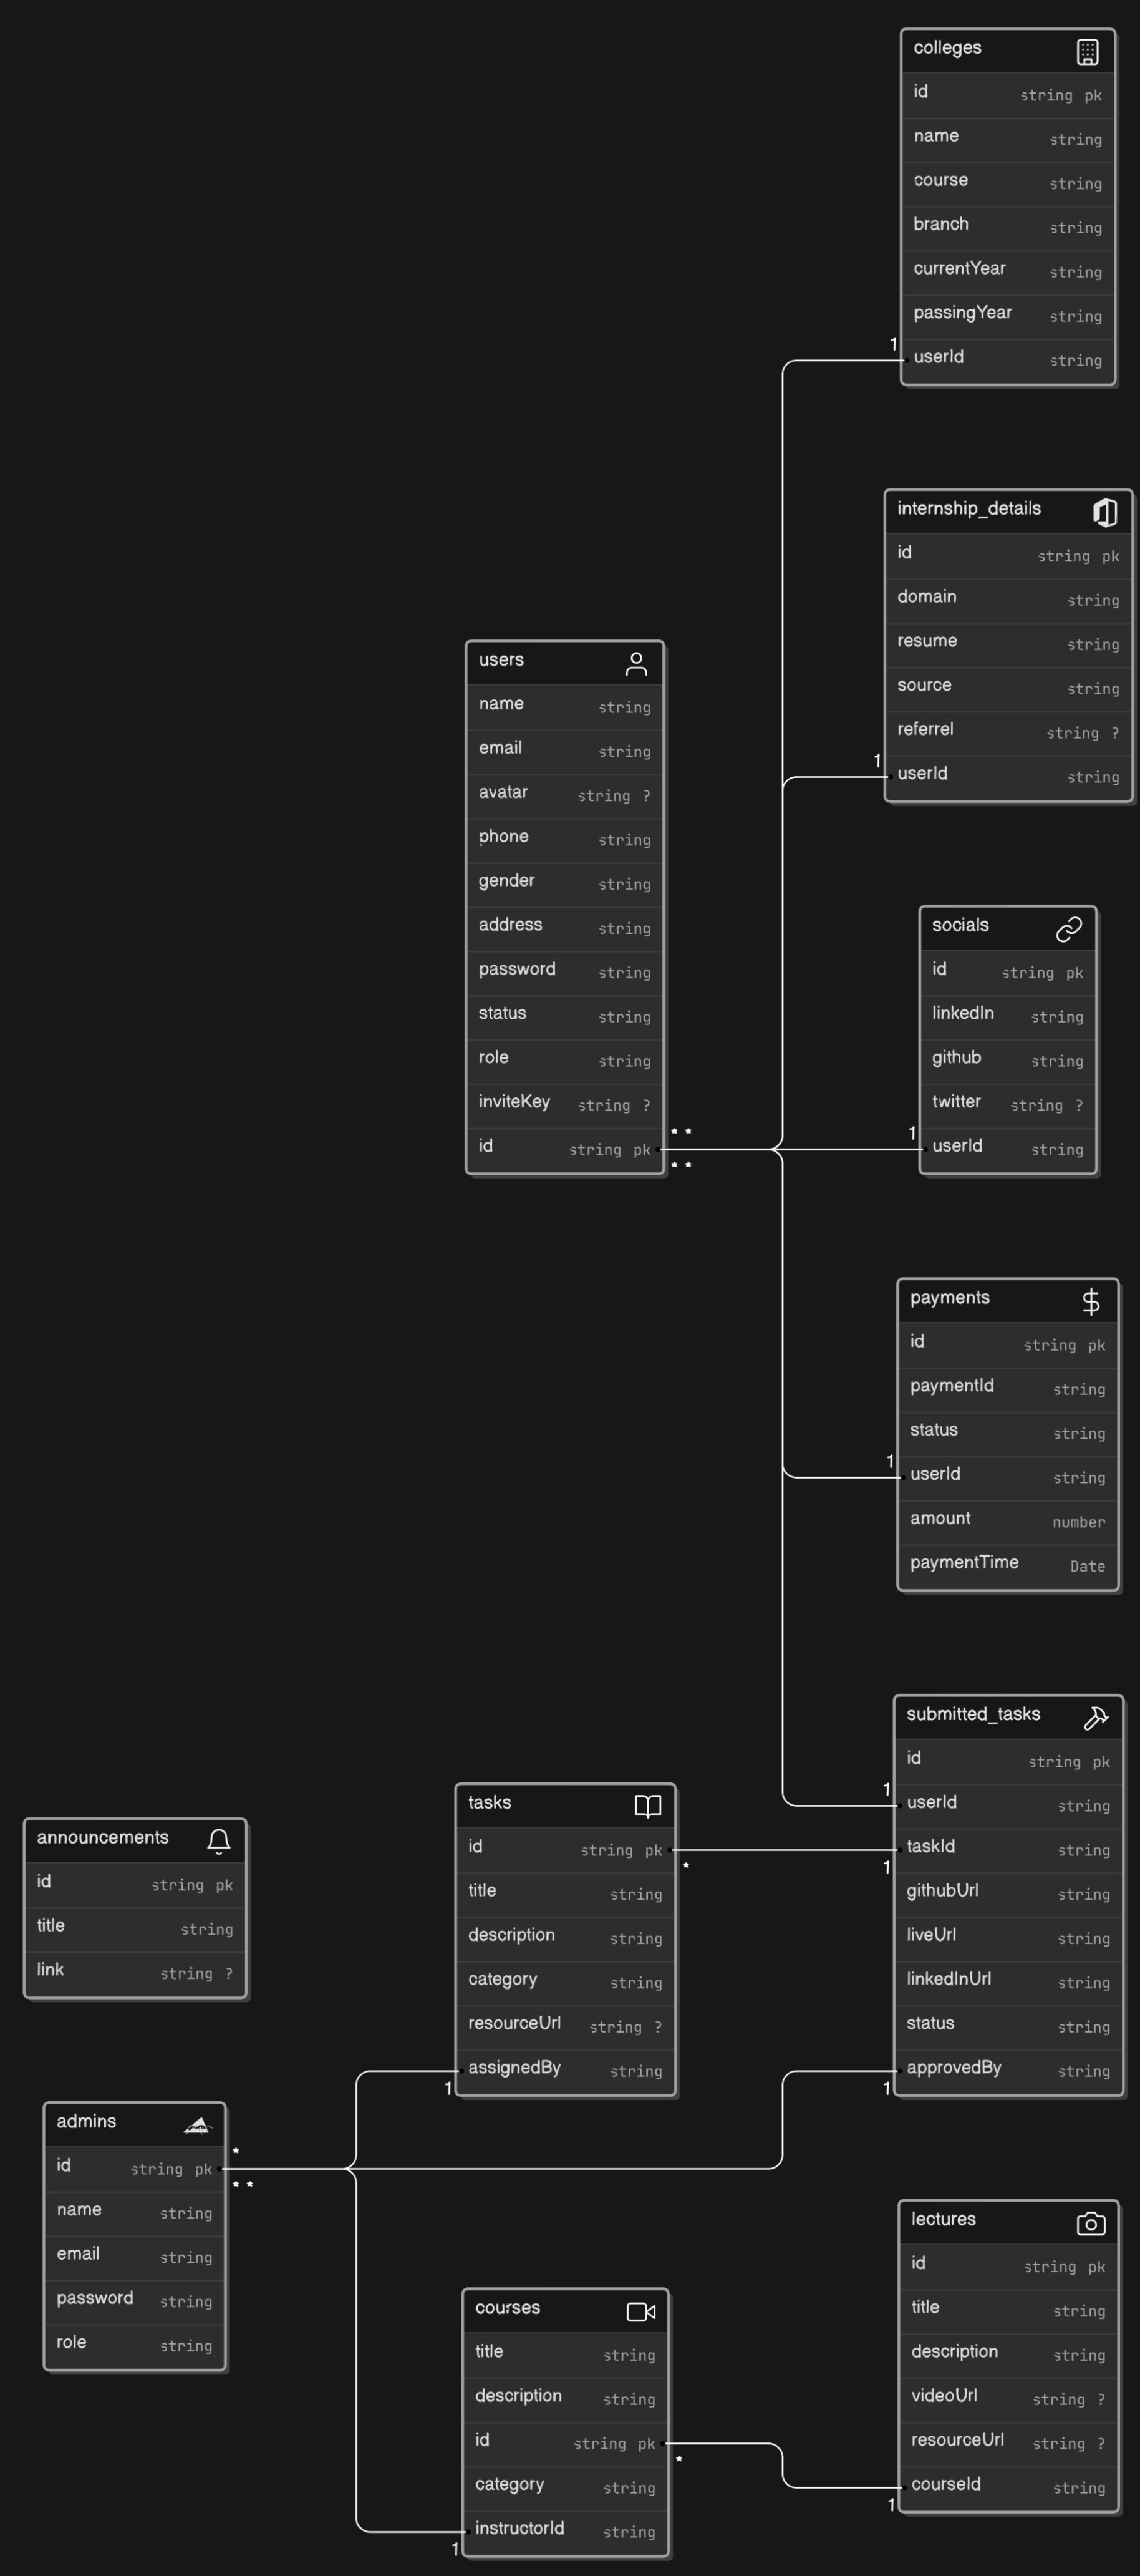 colleges
id string pk
name string
course string
branch string
currentYear string
passingYear string
1
userId string
internship_details
id string pk
domain string
resume string
source string
referrel string ?
1
userId string
users
name string
email string
avatar string ?
phone string
gender string
address string
password string
status string
role string
inviteKey string ?
* *
id string pk
* *
socials
id string pk
linkedIn string
github string
twitter string ?
1
userId string
payments
id string pk
paymentId string
status string
1
userId string
amount number
paymentTime Date
submitted_tasks
id string pk
1
userId string
taskId string
1
githubUrl string
liveUrl string
linkedInUrl string
status string
approvedBy string
1
tasks
id string pk
*
title string
description string
category string
resourceUrl string ?
assignedBy string
1
announcements
id string pk
title string
link string ?
admins
*
id string pk
* *
name string
email string
password string
role string
courses
title string
description string
id string pk
*
category string
instructorId string
1
lectures
id string pk
title string
description string
videoUrl string ?
resourceUrl string ?
courseId string
1